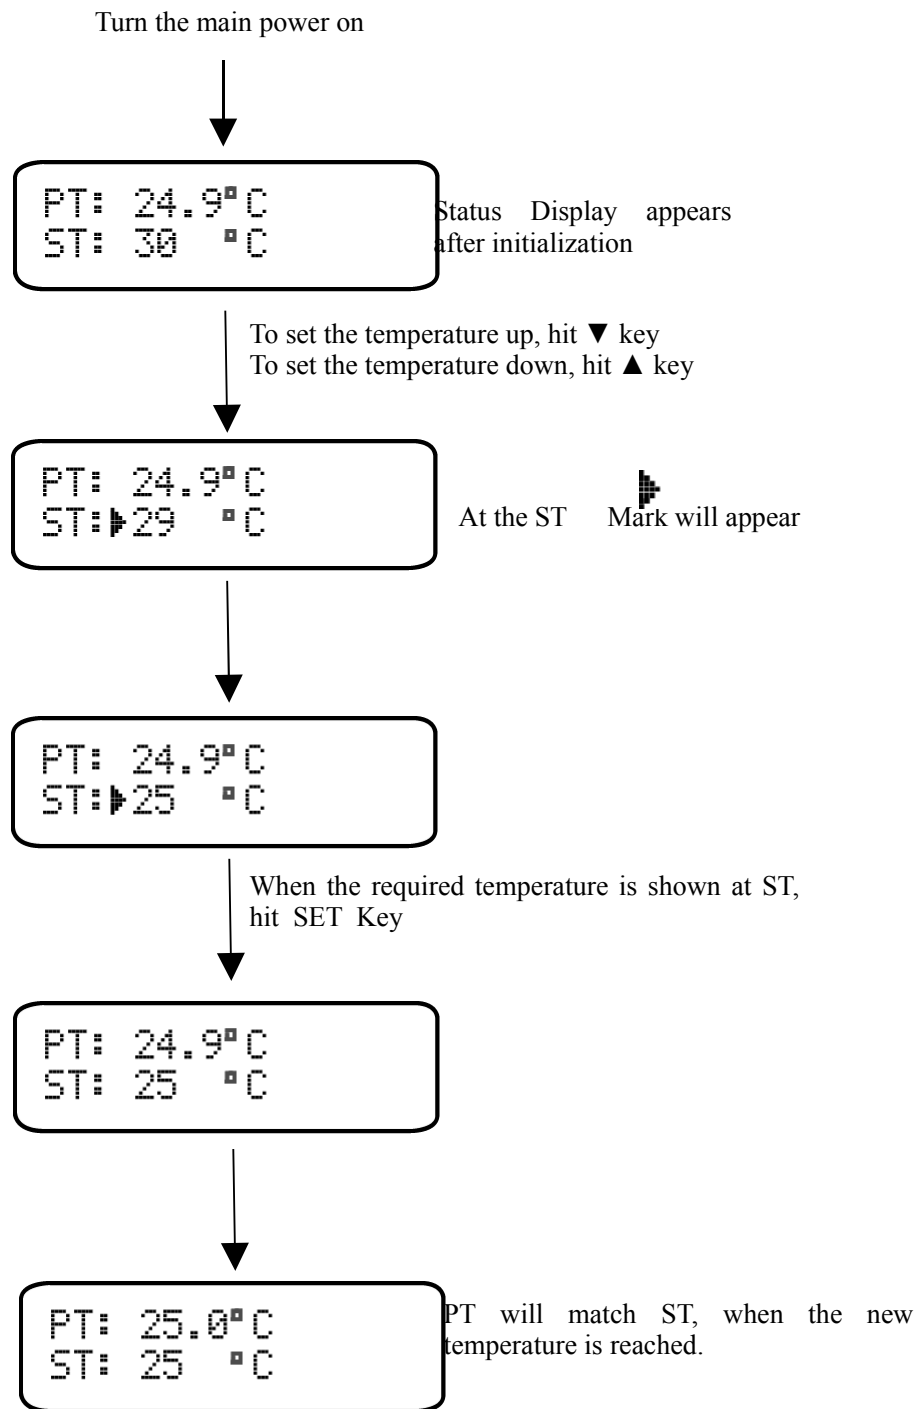 Turn the main power on
PT: 24.9°C
ST: 30 °C
Status Display appears
after initialization
To set the temperature up, hit ▼ key
To set the temperature down, hit ▲ key
PT: 24.9°C
ST:▶29 °C
At the ST ▶ Mark will appear
PT: 24.9°C
ST:▶25 °C
When the required temperature is shown at ST,
hit SET Key
PT: 24.9°C
ST: 25 °C
PT: 25.0°C
ST: 25 °C
PT will match ST, when the new
temperature is reached.